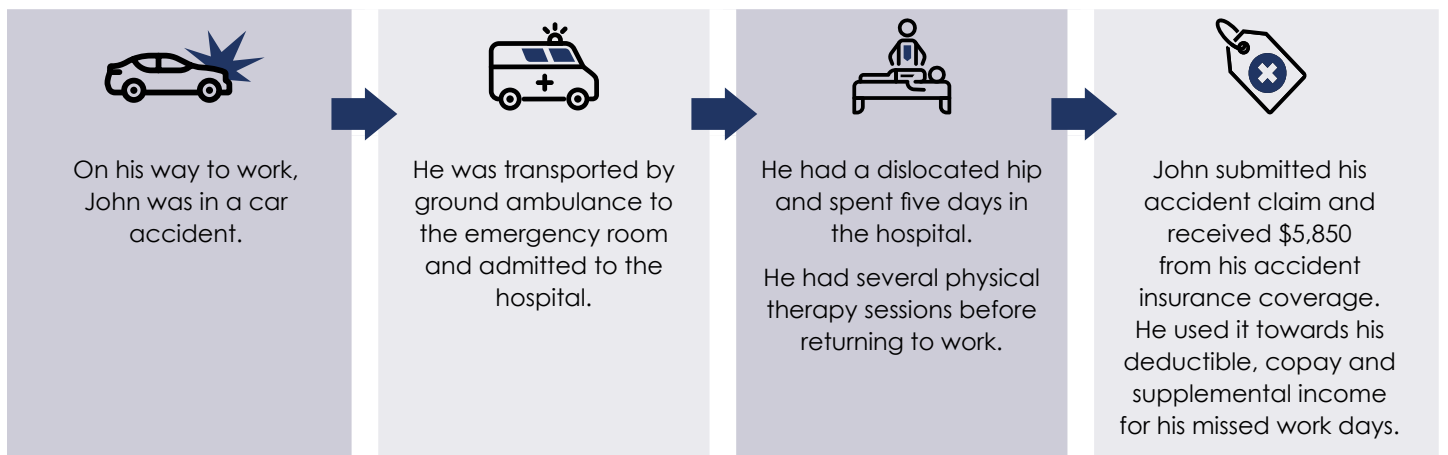 On his way to work,
John was in a car
accident.
He was transported by
ground ambulance to
the emergency room
and admitted to the
hospital.
He had a dislocated hip
and spent five days in
the hospital.
He had several physical
therapy sessions before
returning to work.
John submitted his
accident claim and
received $5,850
from his accident
insurance coverage.
He used it towards his
deductible, copay and
supplemental income
for his missed work days.